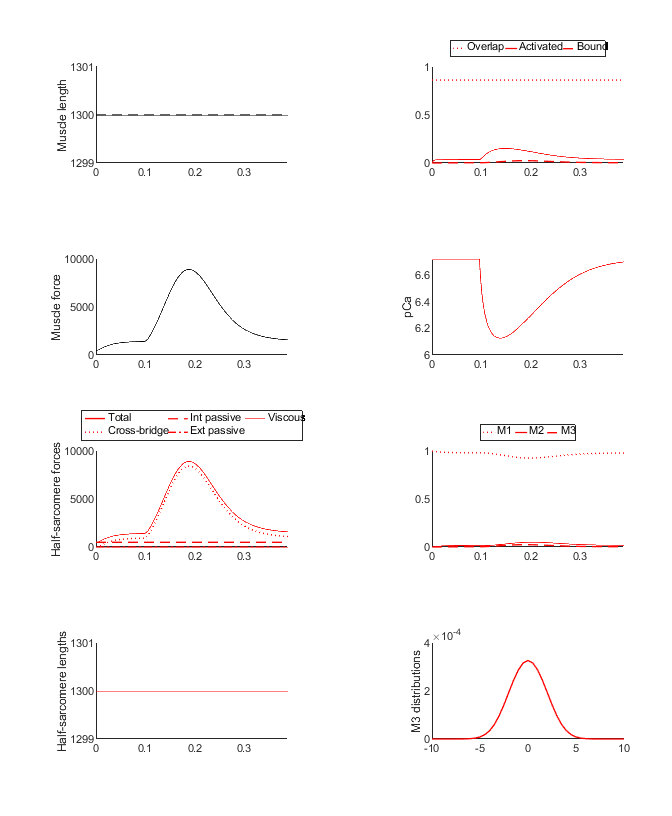 Overlap Activated Bound
Muscle length
1301
1300
1299
0 0.1 0.2 0.3
1
0.5
0
0 0.1 0.2 0.3
Muscle force
10000
5000
0
0 0.1 0.2 0.3
pCa
6.6
6.4
6.2
6
0 0.1 0.2 0.3
Total Int passive Viscous
Cross-bridge Ext passive
Half-sarcomere forces
10000
5000
0
0 0.1 0.2 0.3
M1 M2 M3
1
0.5
0
0 0.1 0.2 0.3
Half-sarcomere lengths
1301
1300
1299
0 0.1 0.2 0.3
×10-4
M3 distributions
4
2
0
-10 -5 0 5 10